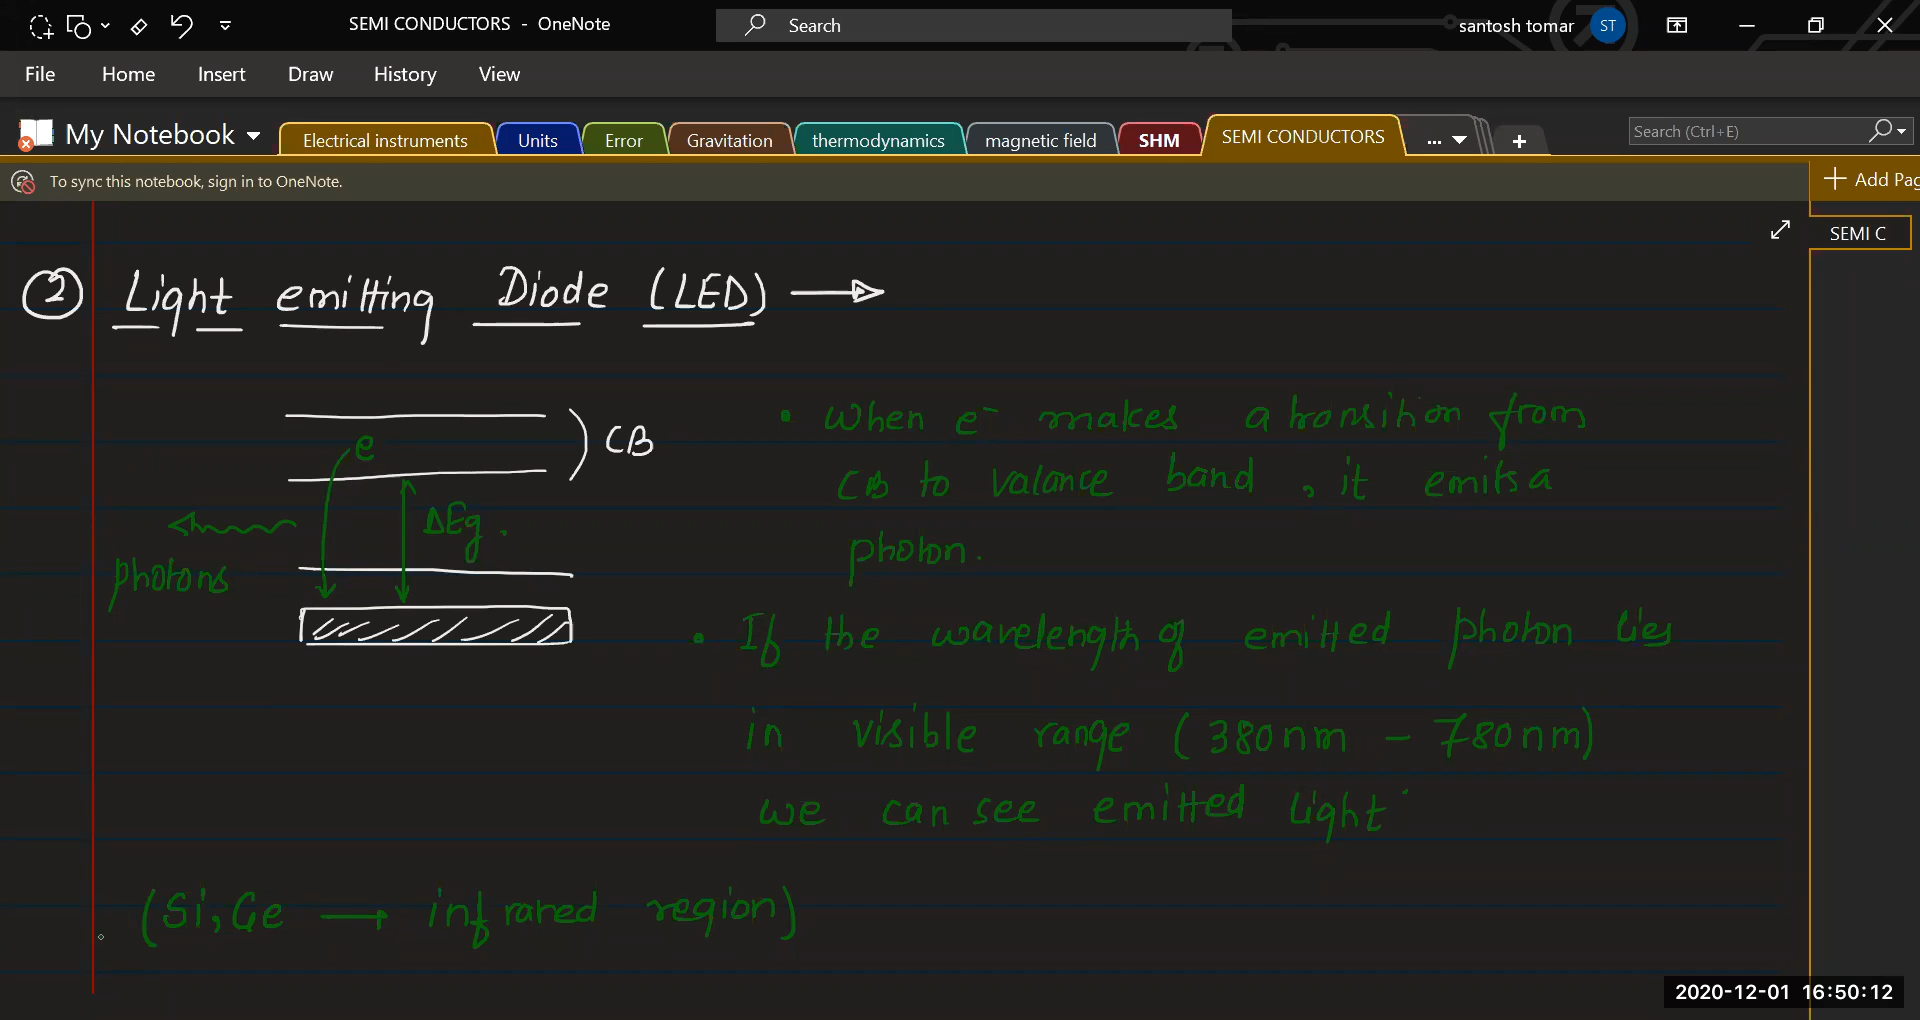 SEMI CONDUCTORS - OneNote
Search
santosh tomar
ST
File Home Insert Draw History View
My Notebook
Electrical instruments
Units
Error
Gravitation
thermodynamics
magnetic field
SHM
SEMI CONDUCTORS
...
Search (Ctrl+E)
To sync this notebook, sign in to OneNote.
Add Pag
SEMI C
② Light emitting Diode (LED) →
CB
e
ΔEg.
photons
• When e⁻ makes a transition from
CB to valance band, it emits a
photon.
• If the wavelength of emitted photon lies
in visible range (380nm - 780nm)
we can see emitted light
(Si, Ge → infrared region)
2020-12-01 16:50:12